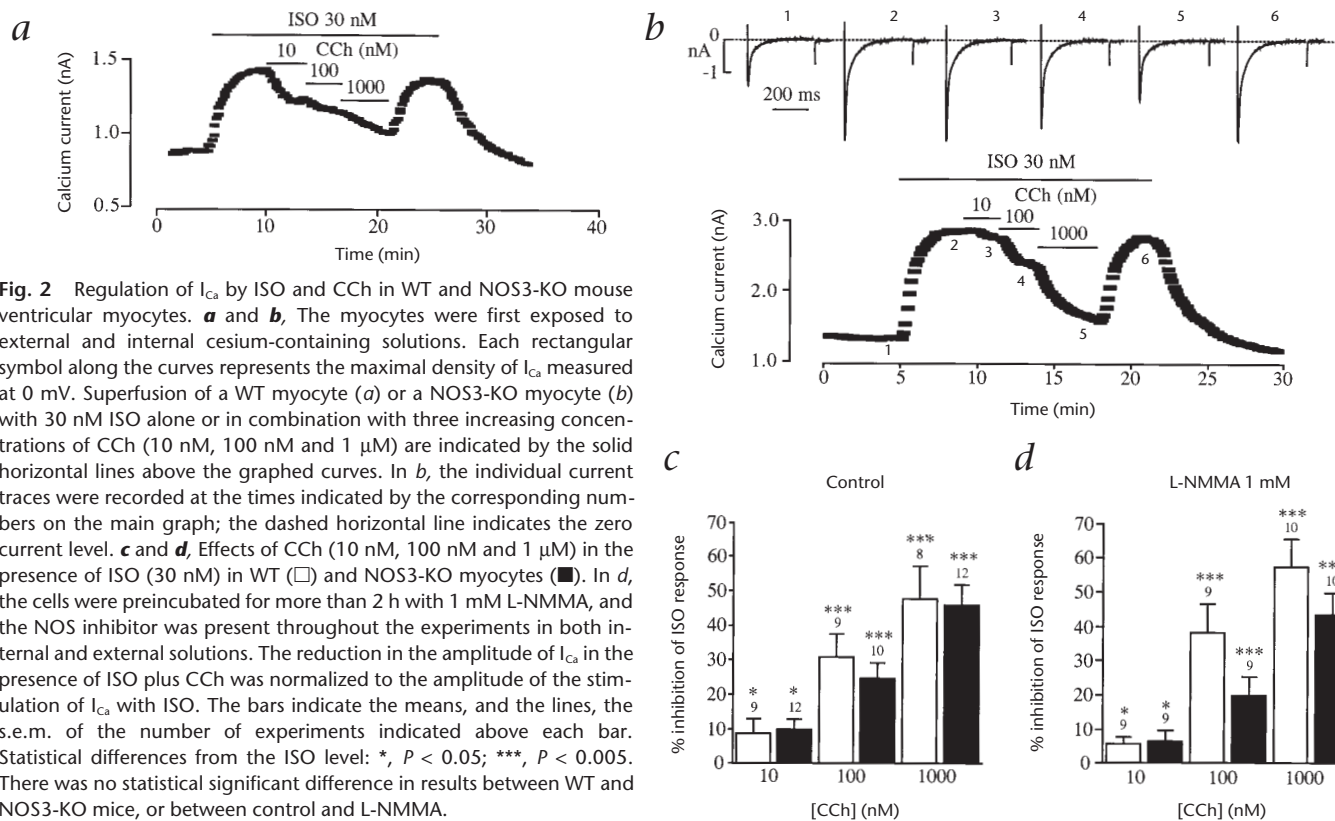 a
ISO 30 nM
10
CCh (nM)
100
1000
Calcium current (nA)
1.5
1.0
0.5
0
10
20
30
40
Time (min)
Fig. 2 Regulation of ICa by ISO and CCh in WT and NOS3-KO mouse
ventricular myocytes. a and b, The myocytes were first exposed to
external and internal cesium-containing solutions. Each rectangular
symbol along the curves represents the maximal density of ICa measured
at 0 mV. Superfusion of a WT myocyte (a) or a NOS3-KO myocyte (b)
with 30 nM ISO alone or in combination with three increasing concen-
trations of CCh (10 nM, 100 nM and 1 μM) are indicated by the solid
horizontal lines above the graphed curves. In b, the individual current
traces were recorded at the times indicated by the corresponding num-
bers on the main graph; the dashed horizontal line indicates the zero
current level. c and d, Effects of CCh (10 nM, 100 nM and 1 μM) in the
presence of ISO (30 nM) in WT (□) and NOS3-KO myocytes (■). In d,
the cells were preincubated for more than 2 h with 1 mM L-NMMA, and
the NOS inhibitor was present throughout the experiments in both in-
ternal and external solutions. The reduction in the amplitude of ICa in the
presence of ISO plus CCh was normalized to the amplitude of the stim-
ulation of ICa with ISO. The bars indicate the means, and the lines, the
s.e.m. of the number of experiments indicated above each bar.
Statistical differences from the ISO level: *, P < 0.05; ***, P < 0.005.
There was no statistical significant difference in results between WT and
NOS3-KO mice, or between control and L-NMMA.
b
1 2 3 4 5 6
0
nA
-1
200 ms
ISO 30 nM
CCh (nM)
10
100
1000
Calcium current (nA)
3.0
2.0
1.0
1
2
3
4
5
6
0 5 10 15 20 25 30
Time (min)
c
Control
% inhibition of ISO response
70
60
50
40
30
20
10
0
*
9
*
12
***
9
***
10
***
8
***
12
10 100 1000
[CCh] (nM)
d
L-NMMA 1 mM
% inhibition of ISO response
70
60
50
40
30
20
10
0
*
9
*
9
***
9
***
9
***
10
**
10
10 100 1000
[CCh] (nM)